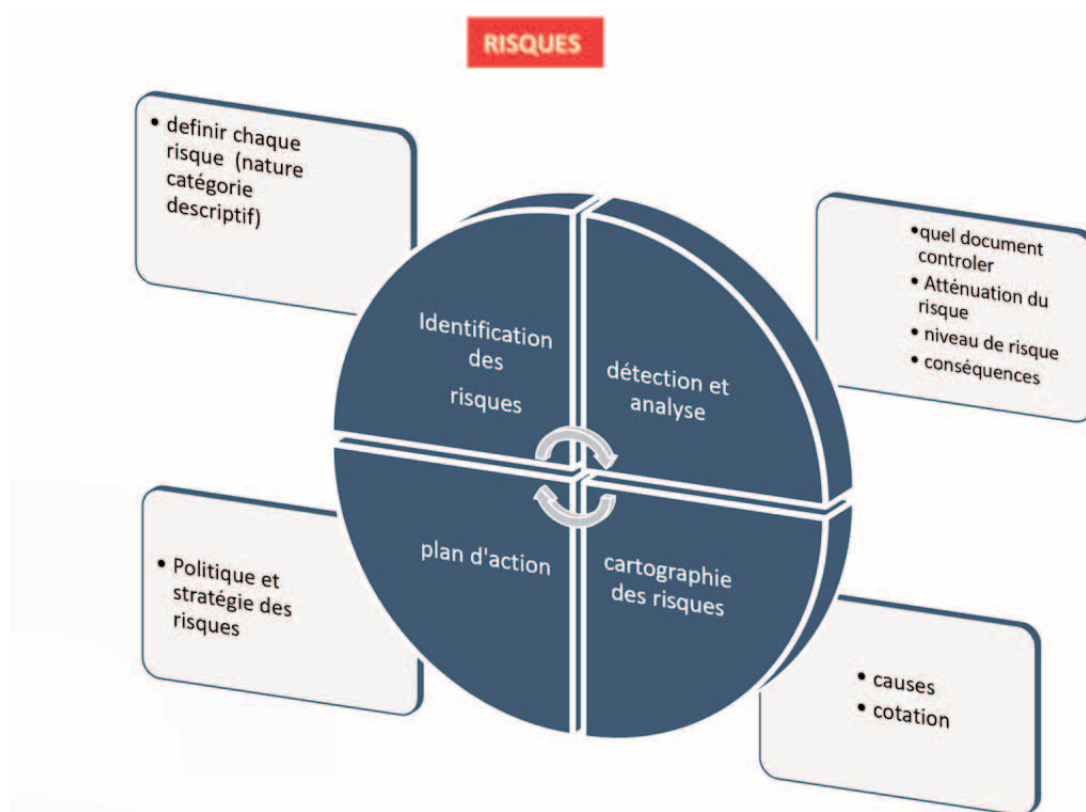 RISQUES
• definir chaque
risque (nature
catégorie
descriptif)
•quel document
controler
• Atténuation du
risque
• niveau de risque
• conséquences
Identification
des
risques
détection et
analyse
plan d'action
cartographie
des risques
• Politique et
stratégie des
risques
• causes
• cotation